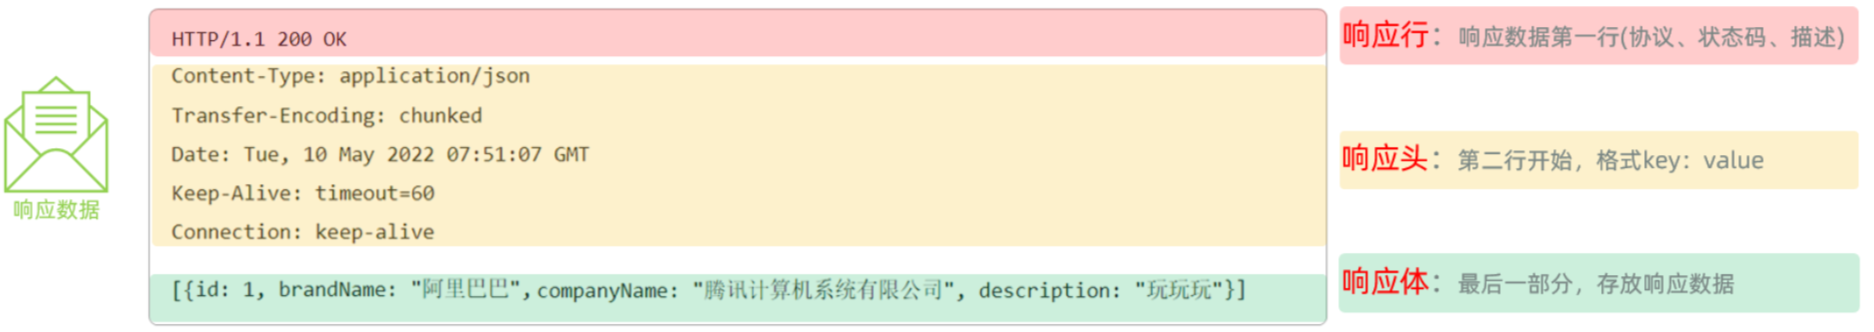 HTTP/1.1 200 OK
响应行：响应数据第一行(协议、状态码、描述)
Content-Type: application/json
Transfer-Encoding: chunked
Date: Tue, 10 May 2022 07:51:07 GMT
Keep-Alive: timeout=60
Connection: keep-alive
响应头：第二行开始，格式key：value
响应数据
[{id: 1, brandName: "阿里巴巴",companyName: "腾讯计算机系统有限公司", description: "玩玩玩"}]
响应体：最后一部分，存放响应数据